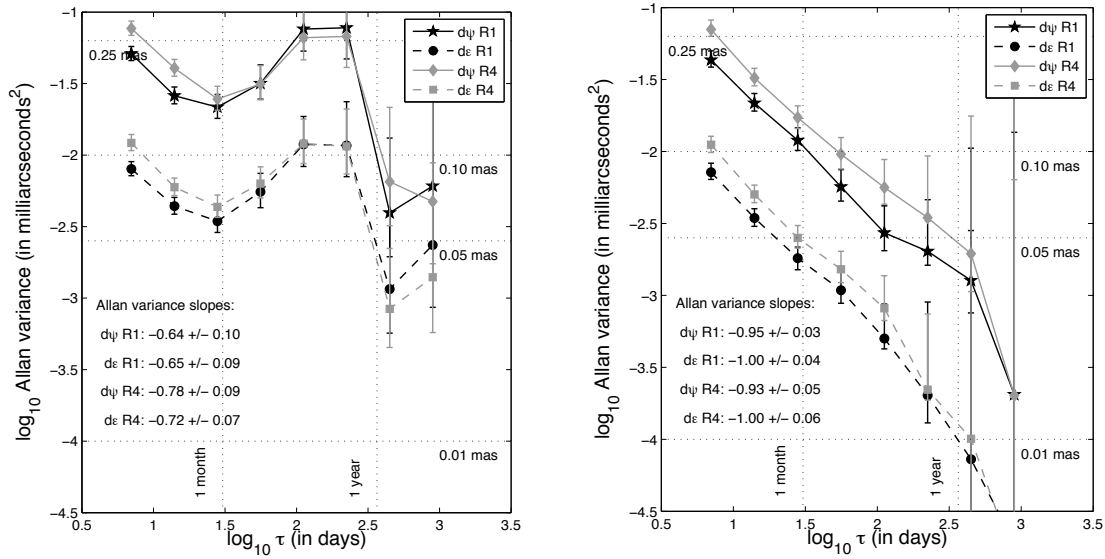 log10 Allan variance (in milliarcseconds2)
-1.5
-2
-2.5
-3
-3.5
-4
-4.5
0.5 1 1.5 2 2.5 3 3.5
log10 τ (in days)
0.25 mas
0.10 mas
0.05 mas
0.01 mas
dψ R1
dε R1
dψ R4
dε R4
Allan variance slopes:
dψ R1: −0.64 +/− 0.10
dε R1: −0.65 +/− 0.09
dψ R4: −0.78 +/− 0.09
dε R4: −0.72 +/− 0.07
1 month
1 year
log10 Allan variance (in milliarcseconds2)
-1
-1.5
-2
-2.5
-3
-3.5
-4
-4.5
0.5 1 1.5 2 2.5 3 3.5
log10 τ (in days)
0.25 mas
0.10 mas
0.05 mas
0.01 mas
dψ R1
dε R1
dψ R4
dε R4
Allan variance slopes:
dψ R1: −0.95 +/− 0.03
dε R1: −1.00 +/− 0.04
dψ R4: −0.93 +/− 0.05
dε R4: −1.00 +/− 0.06
1 month
1 year